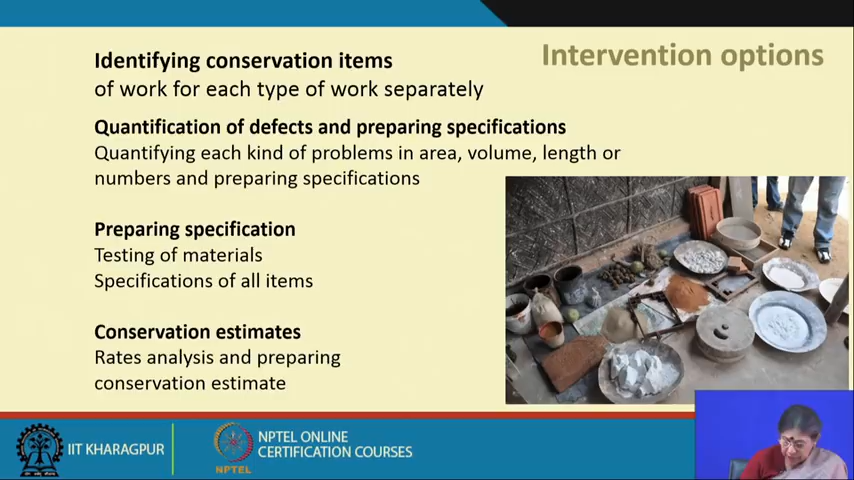 Intervention options
Identifying conservation items
of work for each type of work separately
Quantification of defects and preparing specifications
Quantifying each kind of problems in area, volume, length or
numbers and preparing specifications
Preparing specification
Testing of materials
Specifications of all items
Conservation estimates
Rates analysis and preparing
conservation estimate
IIT KHARAGPUR
NPTEL
NPTEL ONLINE
CERTIFICATION COURSES